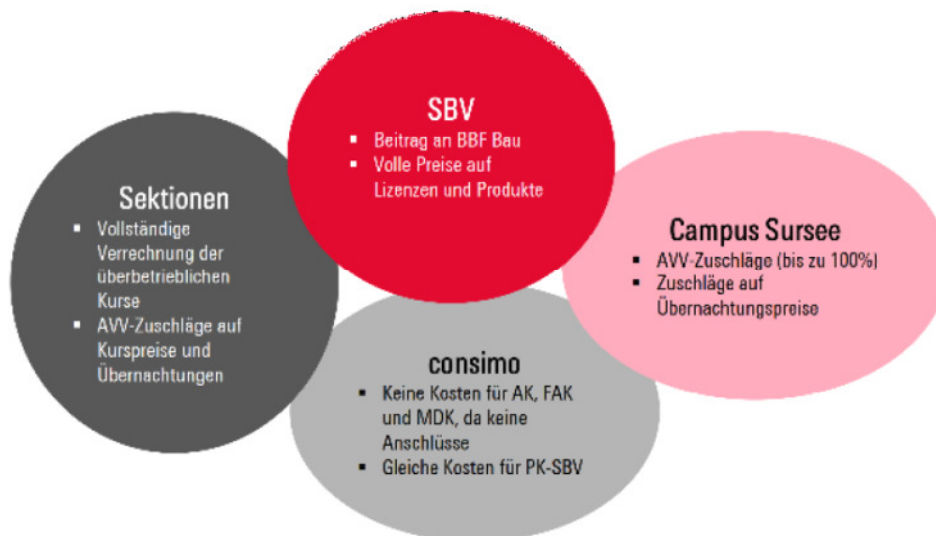 SBV
▪ Beitrag an BBF Bau
▪ Volle Preise auf
Lizenzen und Produkte
Sektionen
▪ Vollständige
Verrechnung der
überbetrieblichen
Kurse
▪ AVV-Zuschläge auf
Kurspreise und
Übernachtungen
Campus Sursee
▪ AVV-Zuschläge (bis zu 100%)
▪ Zuschläge auf
Übernachtungspreise
consimo
▪ Keine Kosten für AK, FAK
und MDK, da keine
Anschlüsse
▪ Gleiche Kosten für PK-SBV